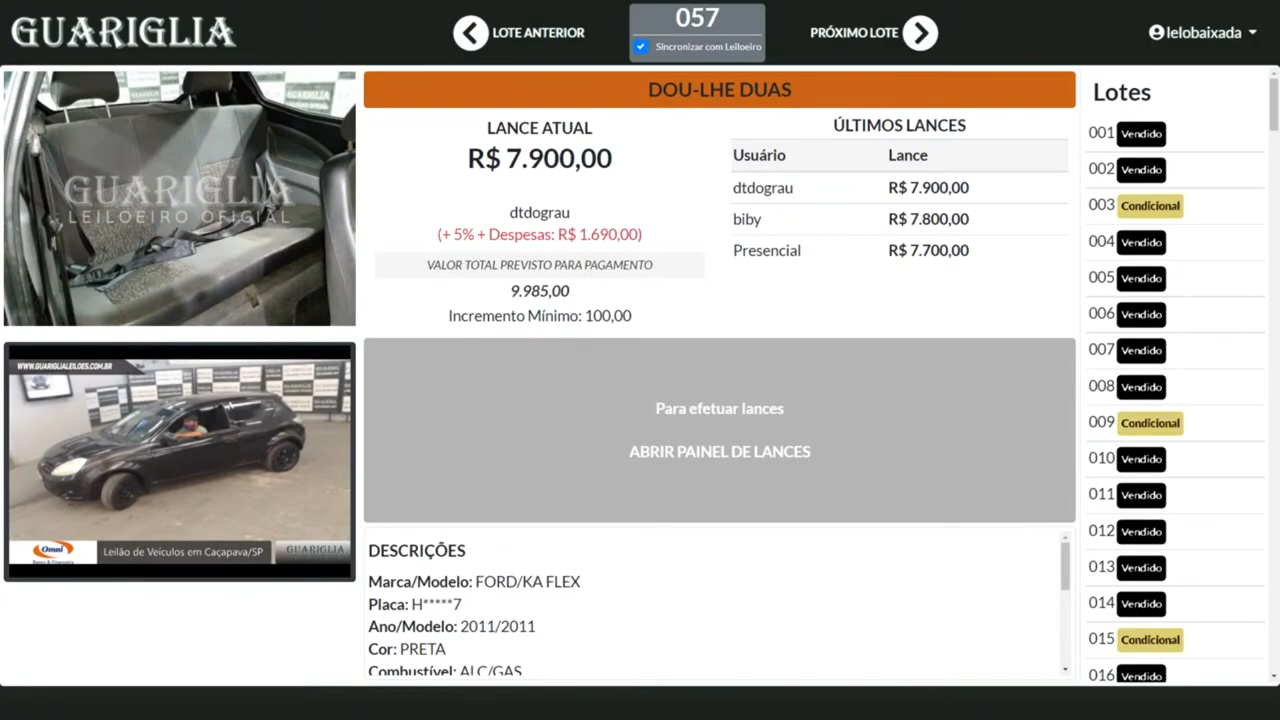 GUARIGLIA
LOTE ANTERIOR
057
Sincronizar com Leiloeiro
PRÓXIMO LOTE
lelobaixada
GUARIGLIA
LEILOEIRO OFICIAL
WWW.GUARIGLIALEILOES.COM.BR
Omni
Banco & Financeira
Leilão de Veículos em Caçapava/SP
GUARIGLIA
DOU-LHE DUAS
LANCE ATUAL
R$ 7.900,00
dtdograu
(+ 5% + Despesas: R$ 1.690,00)
VALOR TOTAL PREVISTO PARA PAGAMENTO
9.985,00
Incremento Mínimo: 100,00
ÚLTIMOS LANCES
Usuário Lance
dtdograu R$ 7.900,00
biby R$ 7.800,00
Presencial R$ 7.700,00
Para efetuar lances
ABRIR PAINEL DE LANCES
DESCRIÇÕES
Marca/Modelo: FORD/KA FLEX
Placa: H*****7
Ano/Modelo: 2011/2011
Cor: PRETA
Combustível: ALC/GAS
Lotes
001 Vendido
002 Vendido
003 Condicional
004 Vendido
005 Vendido
006 Vendido
007 Vendido
008 Vendido
009 Condicional
010 Vendido
011 Vendido
012 Vendido
013 Vendido
014 Vendido
015 Condicional
016 Vendido